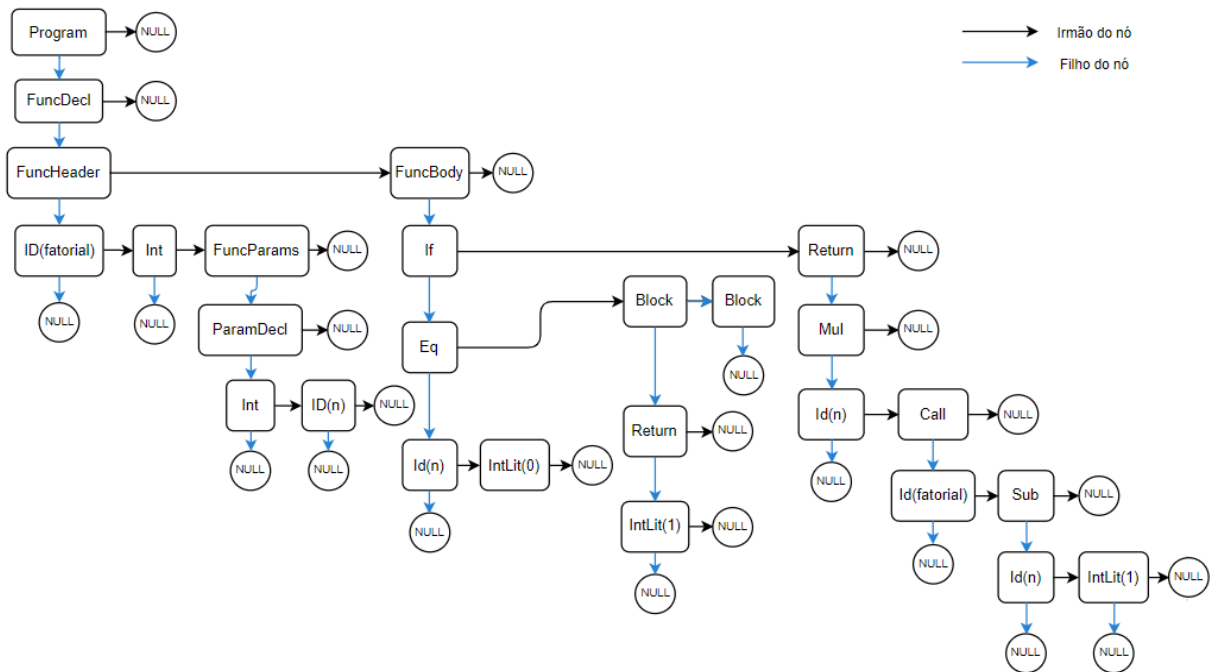 Program
NULL
Irmão do nó
Filho do nó
FuncDecl
NULL
FuncHeader
FuncBody
NULL
ID(fatorial)
Int
FuncParams
NULL
If
Return
NULL
NULL
NULL
Block
Block
ParamDecl
NULL
Eq
Mul
NULL
NULL
Int
ID(n)
NULL
Id(n)
Call
NULL
Return
NULL
NULL
NULL
Id(n)
IntLit(0)
NULL
NULL
Id(fatorial)
Sub
NULL
NULL
IntLit(1)
NULL
NULL
Id(n)
IntLit(1)
NULL
NULL
NULL
NULL